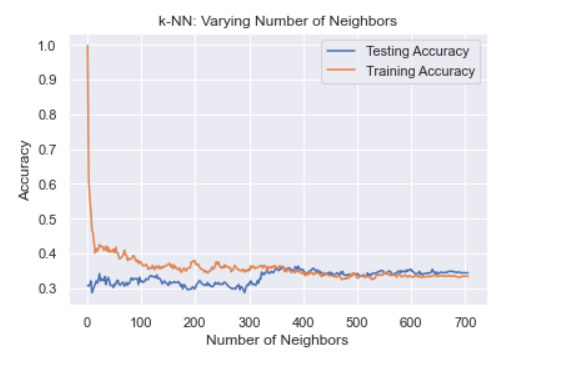 k-NN: Varying Number of Neighbors
Testing Accuracy
Training Accuracy
1.0
0.9
0.8
0.7
0.6
0.5
0.4
0.3
Accuracy
0 100 200 300 400 500 600 700
Number of Neighbors